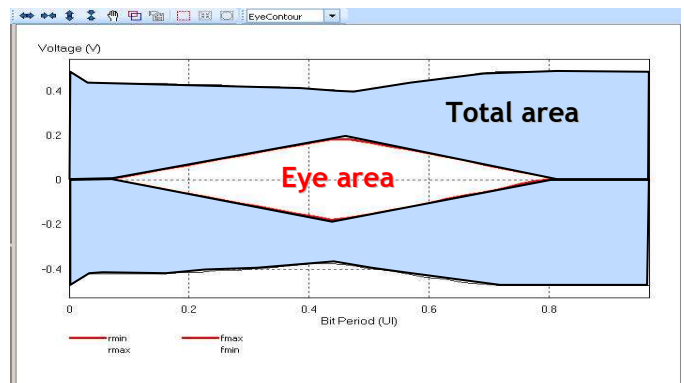 EyeContour
Voltage (V)
0.4
Total area
0.2
Eye area
0
-0.2
-0.4
0 0.2 0.4 0.6 0.8
Bit Period (UI)
rmin fmax
rmax fmin